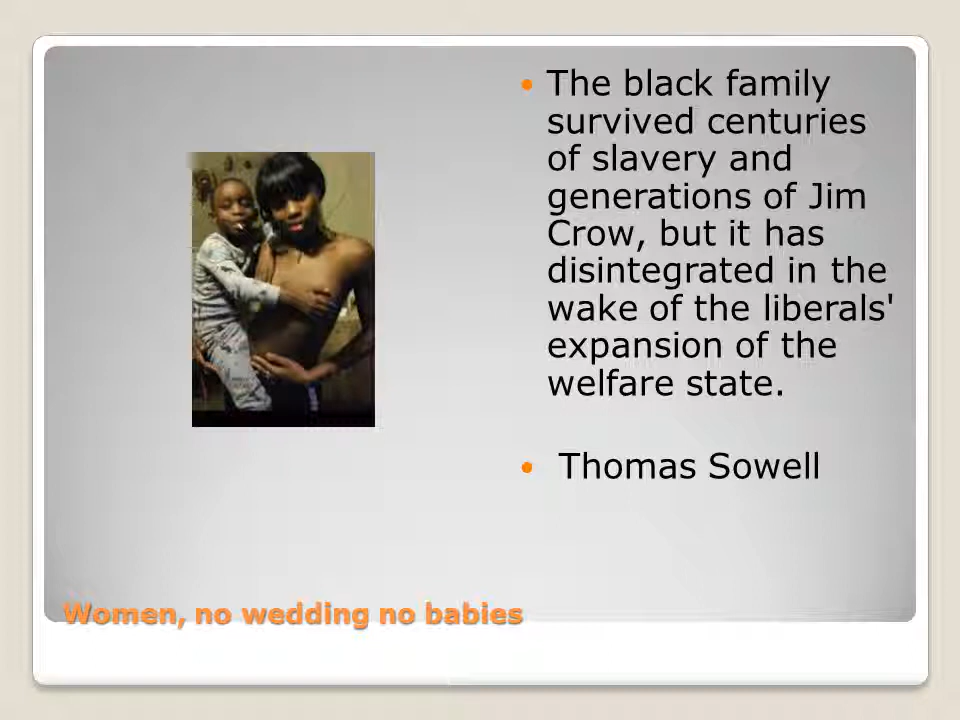 The black family
survived centuries
of slavery and
generations of Jim
Crow, but it has
disintegrated in the
wake of the liberals'
expansion of the
welfare state.
Thomas Sowell
Women, no wedding no babies